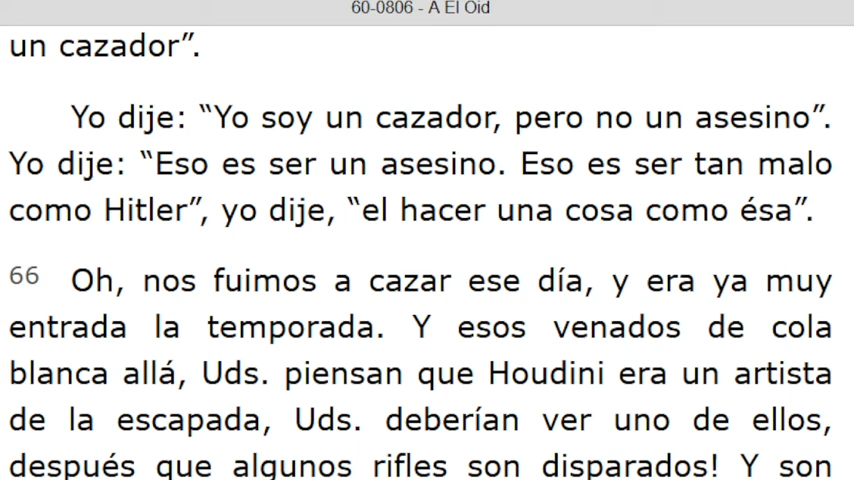 60-0806 - A El Oid
un cazador”.
Yo dije: “Yo soy un cazador, pero no un asesino”.
Yo dije: “Eso es ser un asesino. Eso es ser tan malo
como Hitler”, yo dije, “el hacer una cosa como ésa”.
66 Oh, nos fuimos a cazar ese día, y era ya muy
entrada la temporada. Y esos venados de cola
blanca allá, Uds. piensan que Houdini era un artista
de la escapada, Uds. deberían ver uno de ellos,
después que algunos rifles son disparados! Y son